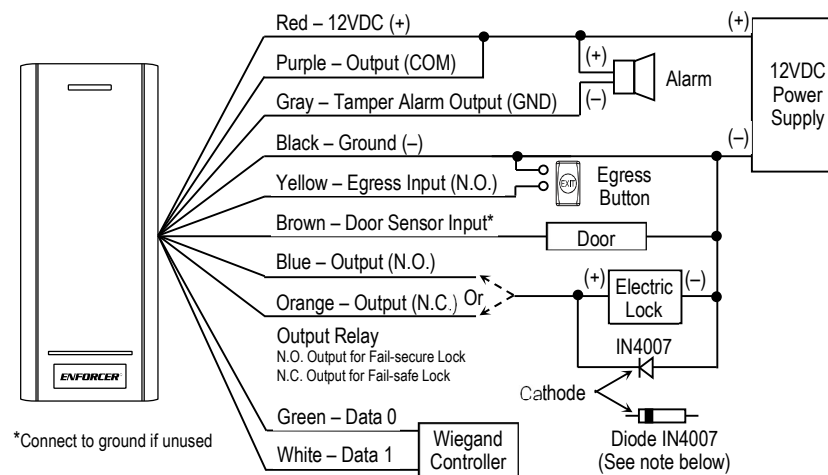 Red – 12VDC (+)
(+)
Purple – Output (COM)
(+)
Alarm
12VDC
Power
Supply
Gray – Tamper Alarm Output (GND)
(–)
Black – Ground (–)
(–)
Yellow – Egress Input (N.O.)
EXIT
Egress
Button
Brown – Door Sensor Input*
Door
Blue – Output (N.O.)
Orange – Output (N.C.) Or
(+)
Electric
Lock
(–)
Output Relay
N.O. Output for Fail-secure Lock
N.C. Output for Fail-safe Lock
IN4007
Cathode
ENFORCER
*Connect to ground if unused
Green – Data 0
White – Data 1
Wiegand
Controller
Diode IN4007
(See note below)